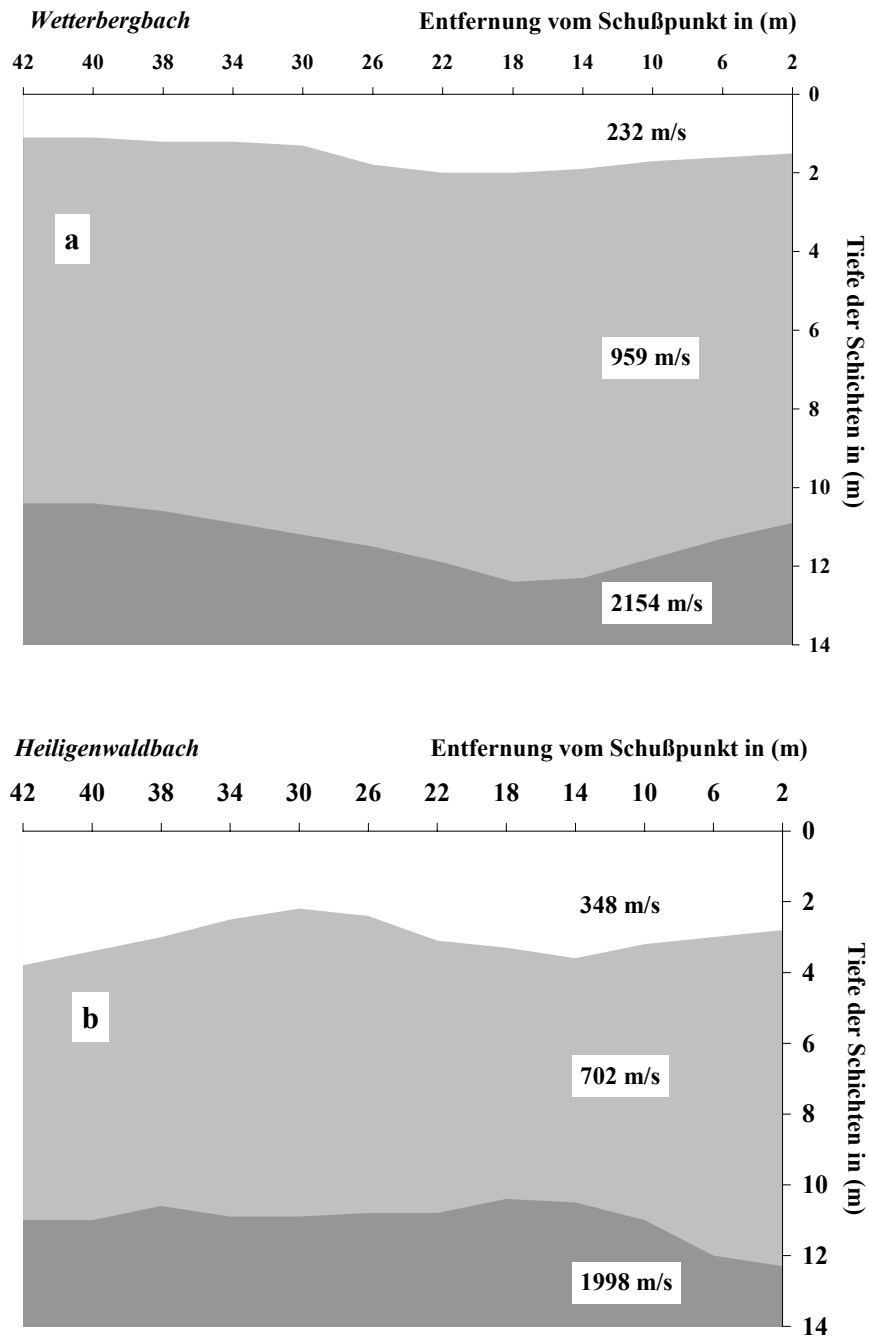 Wetterbergbach Entfernung vom Schußpunkt in (m)
42 40 38 34 30 26 22 18 14 10 6 2
0
232 m/s
2
a
4
Tiefe der Schichten in (m)
6
959 m/s
8
10
12
2154 m/s
14
Heiligenwaldbach Entfernung vom Schußpunkt in (m)
42 40 38 34 30 26 22 18 14 10 6 2
0
348 m/s
2
4
b
Tiefe der Schichten in (m)
6
702 m/s
8
10
12
1998 m/s
14